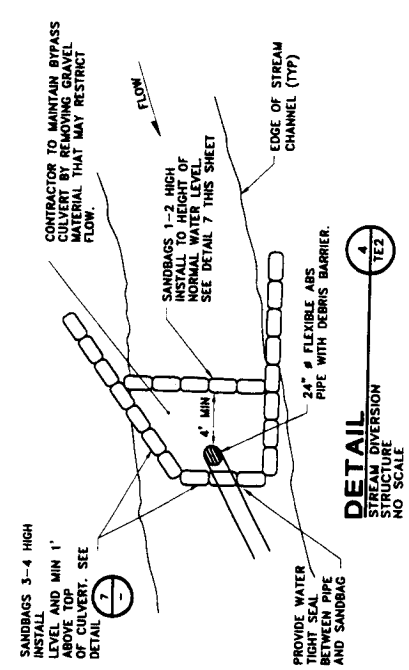 CONTRACTOR TO MAINTAIN BYPASS
CULVERT BY REMOVING GRAVEL
MATERIAL THAT MAY RESTRICT
FLOW.
FLOW
SANDBAGS 3-4 HIGH
INSTALL
LEVEL AND MIN 1'
ABOVE TOP
OF CULVERT. SEE
DETAIL
7
-
SANDBAGS 1-2 HIGH
INSTALL TO HEIGHT OF
NORMAL WATER LEVEL.
SEE DETAIL 7 THIS SHEET
4' MIN
EDGE OF STREAM
CHANNEL (TYP)
24" ø FLEXIBLE ABS
PIPE WITH DEBRIS BARRIER.
PROVIDE WATER
TIGHT SEAL
BETWEEN PIPE
AND SANDBAG
DETAIL
STREAM DIVERSION
STRUCTURE
NO SCALE
4
TE2